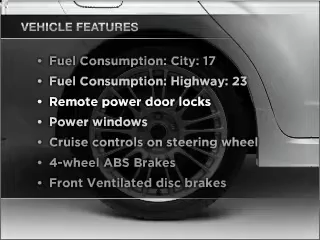 VEHICLE FEATURES
• Fuel Consumption: City: 17
• Fuel Consumption: Highway: 23
• Remote power door locks
• Power windows
• Cruise controls on steering wheel
• 4-wheel ABS Brakes
• Front Ventilated disc brakes